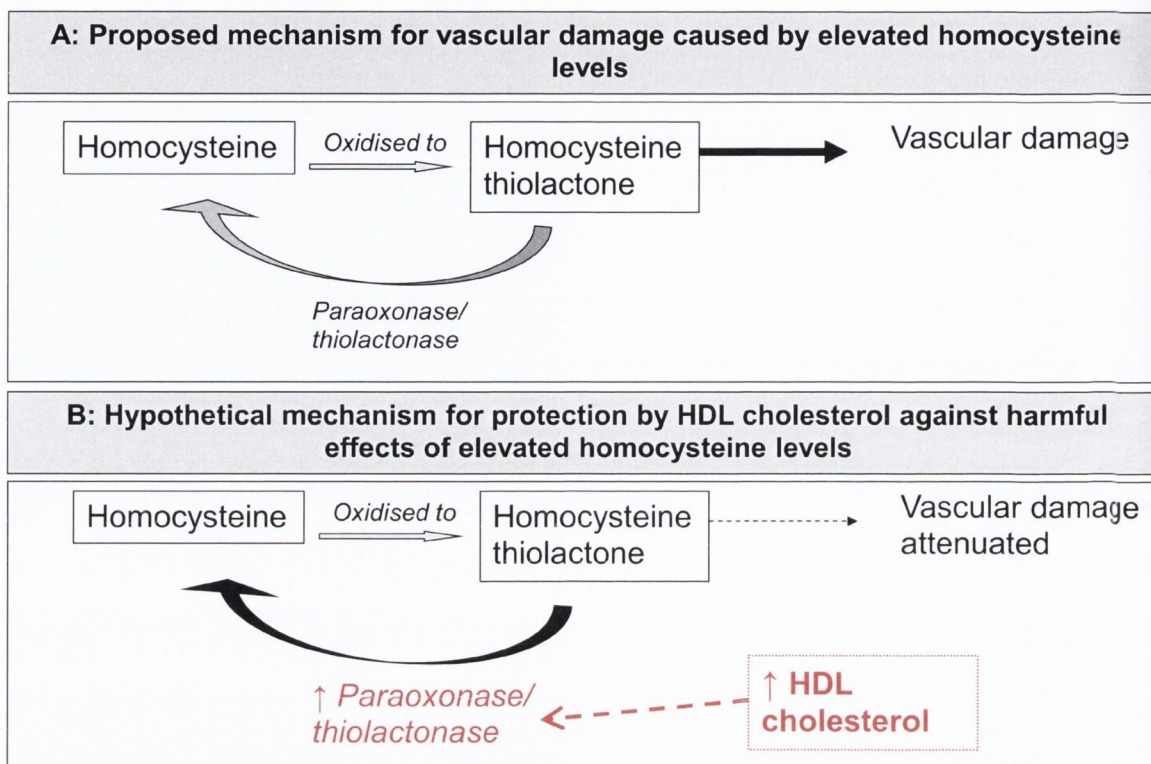 A: Proposed mechanism for vascular damage caused by elevated homocysteine
levels
Homocysteine
Oxidised to
Homocysteine
thiolactone
Vascular damage
Paraoxonase/
thiolactonase
B: Hypothetical mechanism for protection by HDL cholesterol against harmful
effects of elevated homocysteine levels
Homocysteine
Oxidised to
Homocysteine
thiolactone
Vascular damage
attenuated
↑ Paraoxonase/
thiolactonase
↑ HDL
cholesterol